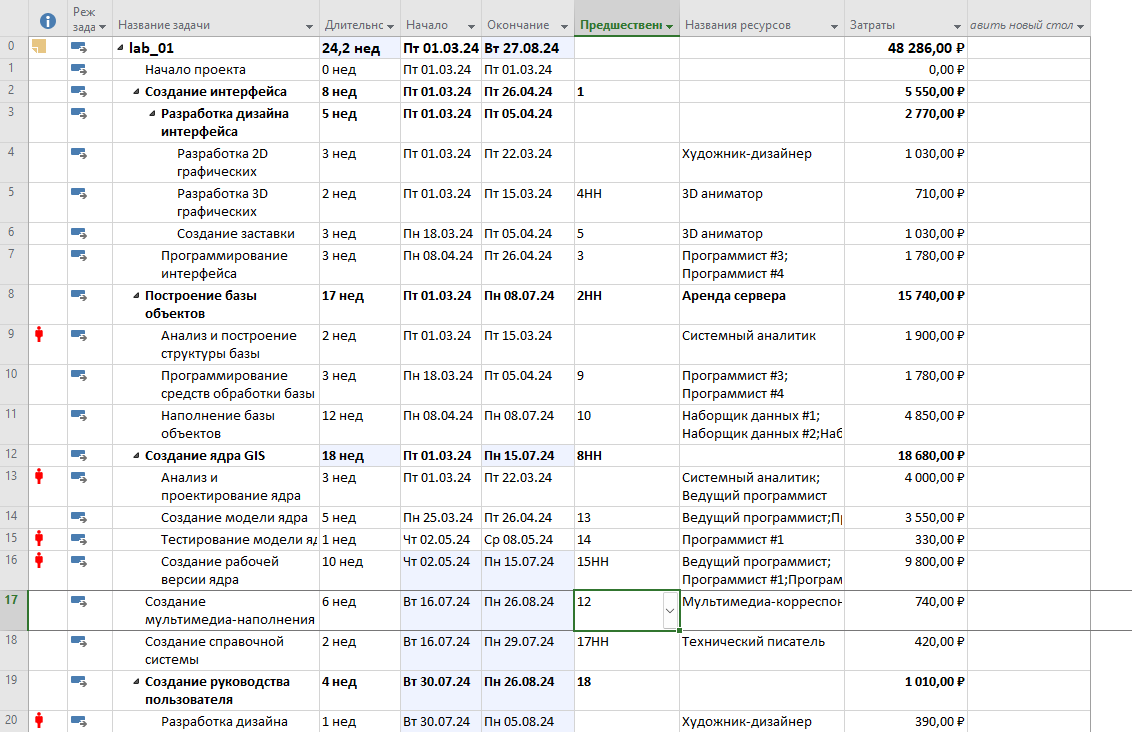 Реж
зада Название задачи Длительнс Начало Окончание Предшественн Названия ресурсов Затраты авить новый стол
0 lab_01 24,2 нед Пт 01.03.24 Вт 27.08.24 48 286,00 ₽
1 Начало проекта 0 нед Пт 01.03.24 Пт 01.03.24 0,00 ₽
2 Создание интерфейса 8 нед Пт 01.03.24 Пт 26.04.24 1 5 550,00 ₽
3 Разработка дизайна 5 нед Пт 01.03.24 Пт 05.04.24 2 770,00 ₽
интерфейса
4 Разработка 2D 3 нед Пт 01.03.24 Пт 22.03.24 Художник-дизайнер 1 030,00 ₽
графических
5 Разработка 3D 2 нед Пт 01.03.24 Пт 15.03.24 4НН 3D аниматор 710,00 ₽
графических
6 Создание заставки 3 нед Пн 18.03.24 Пт 05.04.24 5 3D аниматор 1 030,00 ₽
7 Программирование 3 нед Пн 08.04.24 Пт 26.04.24 3 Программист #3; 1 780,00 ₽
интерфейса Программист #4
8 Построение базы 17 нед Пт 01.03.24 Пн 08.07.24 2НН Аренда сервера 15 740,00 ₽
объектов
9 Анализ и построение 2 нед Пт 01.03.24 Пт 15.03.24 Системный аналитик 1 900,00 ₽
структуры базы
10 Программирование 3 нед Пн 18.03.24 Пт 05.04.24 9 Программист #3; 1 780,00 ₽
средств обработки базы Программист #4
11 Наполнение базы 12 нед Пн 08.04.24 Пн 08.07.24 10 Наборщик данных #1; 4 850,00 ₽
объектов Наборщик данных #2;Наб
12 Создание ядра GIS 18 нед Пт 01.03.24 Пн 15.07.24 8НН 18 680,00 ₽
13 Анализ и 3 нед Пт 01.03.24 Пт 22.03.24 Системный аналитик; 4 000,00 ₽
проектирование ядра Ведущий программист
14 Создание модели ядра 5 нед Пн 25.03.24 Пт 26.04.24 13 Ведущий программист;Пр 3 550,00 ₽
15 Тестирование модели яд 1 нед Чт 02.05.24 Ср 08.05.24 14 Программист #1 330,00 ₽
16 Создание рабочей 10 нед Чт 02.05.24 Пн 15.07.24 15НН Ведущий программист; 9 800,00 ₽
версии ядра Программист #1;Програм
17 Создание 6 нед Вт 16.07.24 Пн 26.08.24 12 Мультимедиа-корреспон 740,00 ₽
мультимедиа-наполнения
18 Создание справочной 2 нед Вт 16.07.24 Пн 29.07.24 17НН Технический писатель 420,00 ₽
системы
19 Создание руководства 4 нед Вт 30.07.24 Пн 26.08.24 18 1 010,00 ₽
пользователя
20 Разработка дизайна 1 нед Вт 30.07.24 Пн 05.08.24 Художник-дизайнер 390,00 ₽